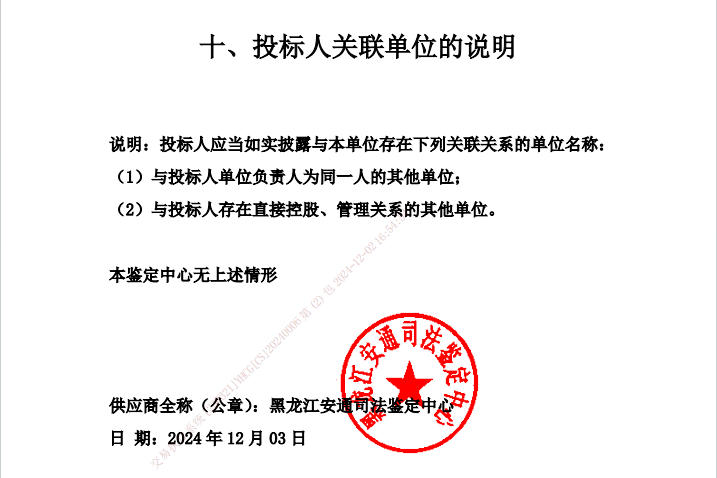 十、投标人关联单位的说明
说明：投标人应当如实披露与本单位存在下列关联关系的单位名称：
（1）与投标人单位负责人为同一人的其他单位；
（2）与投标人存在直接控股、管理关系的其他单位。
本鉴定中心无上述情形
黑龙江安通司法鉴定中心
供应商全称（公章）：黑龙江安通司法鉴定中心
日 期：2024 年 12 月 03 日